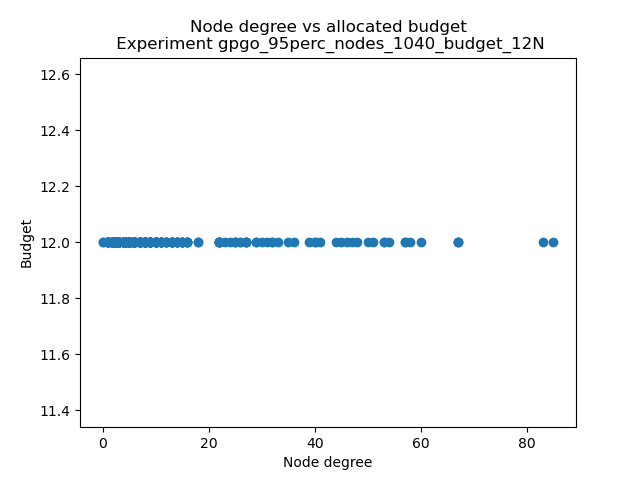 Node degree vs allocated budget
Experiment gpgo_95perc_nodes_1040_budget_12N
12.6
12.4
12.2
12.0
11.8
11.6
11.4
Budget
0 20 40 60 80
Node degree